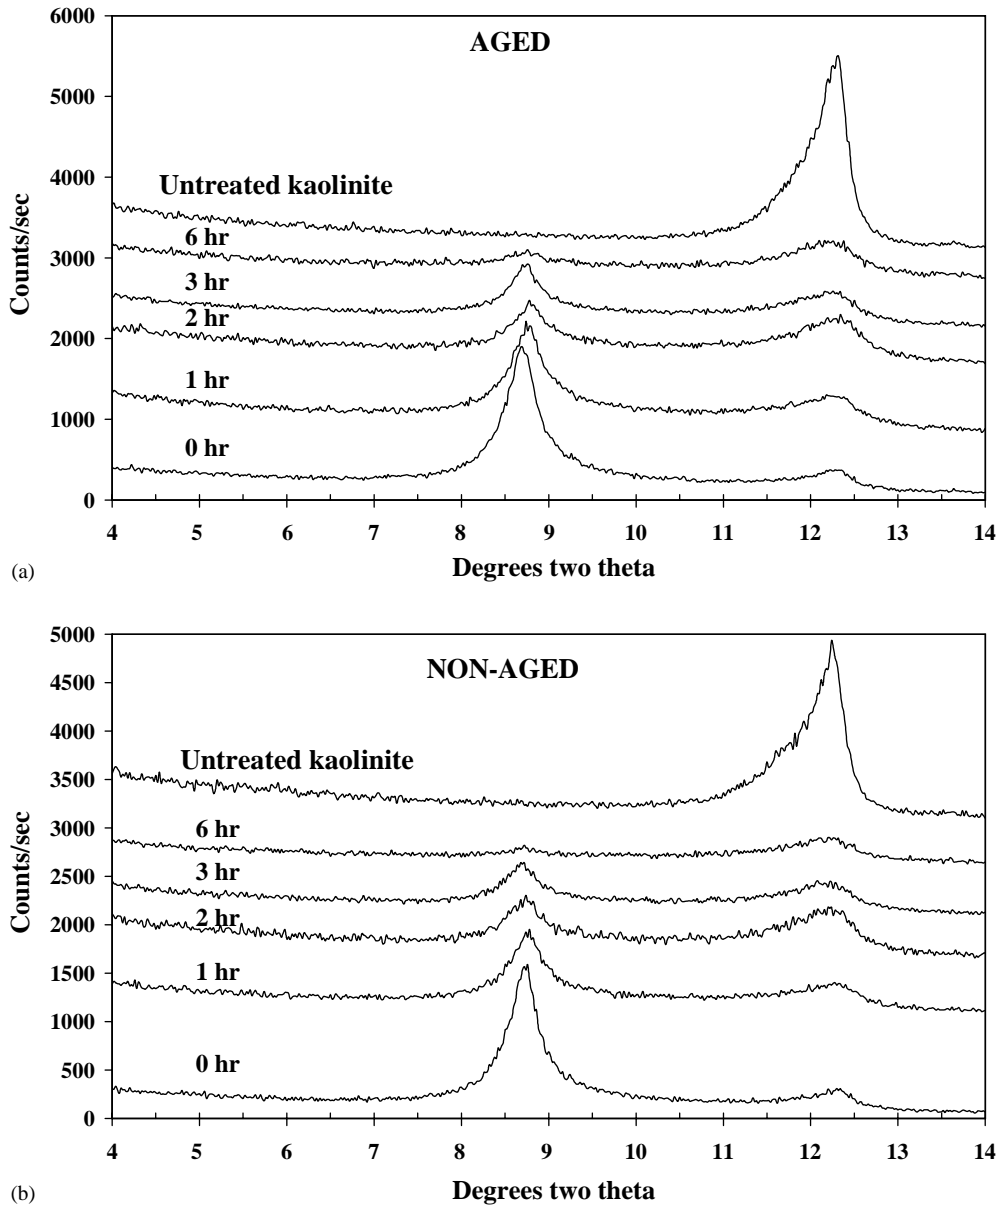 6000
AGED
5000
4000
Untreated kaolinite
Counts/sec
6 hr
3000
3 hr
2 hr
2000
1 hr
1000
0 hr
0
4 5 6 7 8 9 10 11 12 13 14
Degrees two theta
(a)
5000
NON-AGED
4500
4000
Untreated kaolinite
3500
Counts/sec
3000
6 hr
2500
3 hr
2 hr
2000
1 hr
1500
1000
0 hr
500
0
4 5 6 7 8 9 10 11 12 13 14
Degrees two theta
(b)